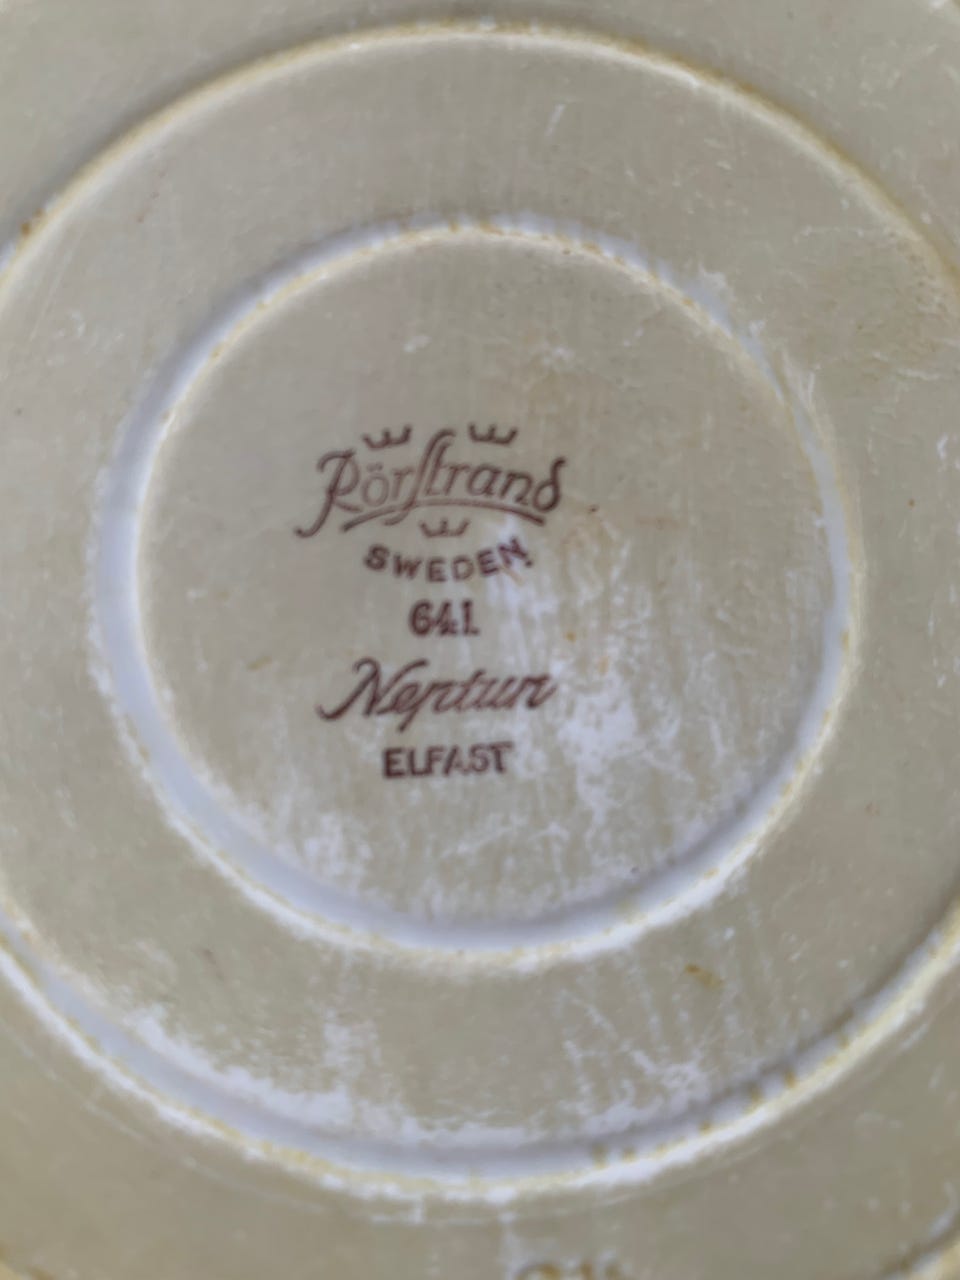 Rörstrand
SWEDEN
641.
Neptun
ELFAST